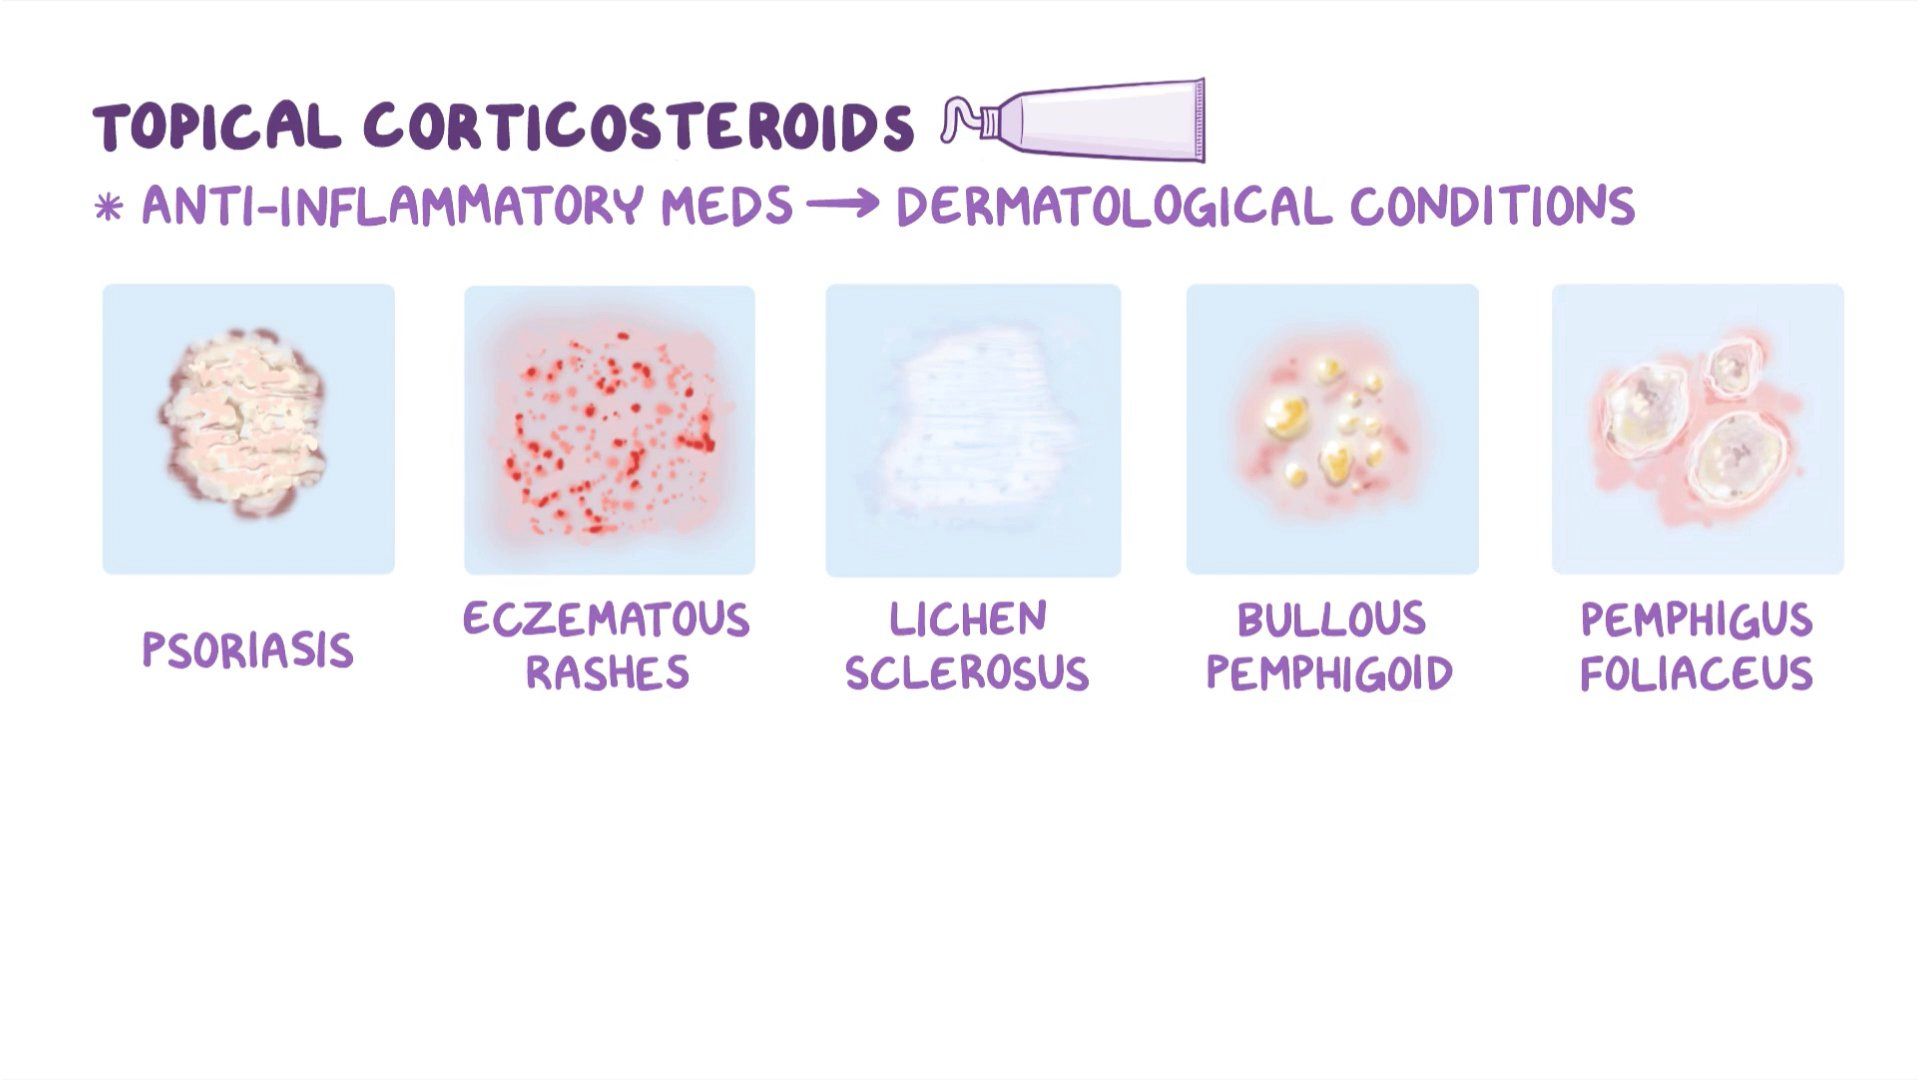 TOPICAL CORTICOSTEROIDS
* ANTI-INFLAMMATORY MEDS → DERMATOLOGICAL CONDITIONS
PSORIASIS
ECZEMATOUS
RASHES
LICHEN
SCLEROSUS
BULLOUS
PEMPHIGOID
PEMPHIGUS
FOLIACEUS